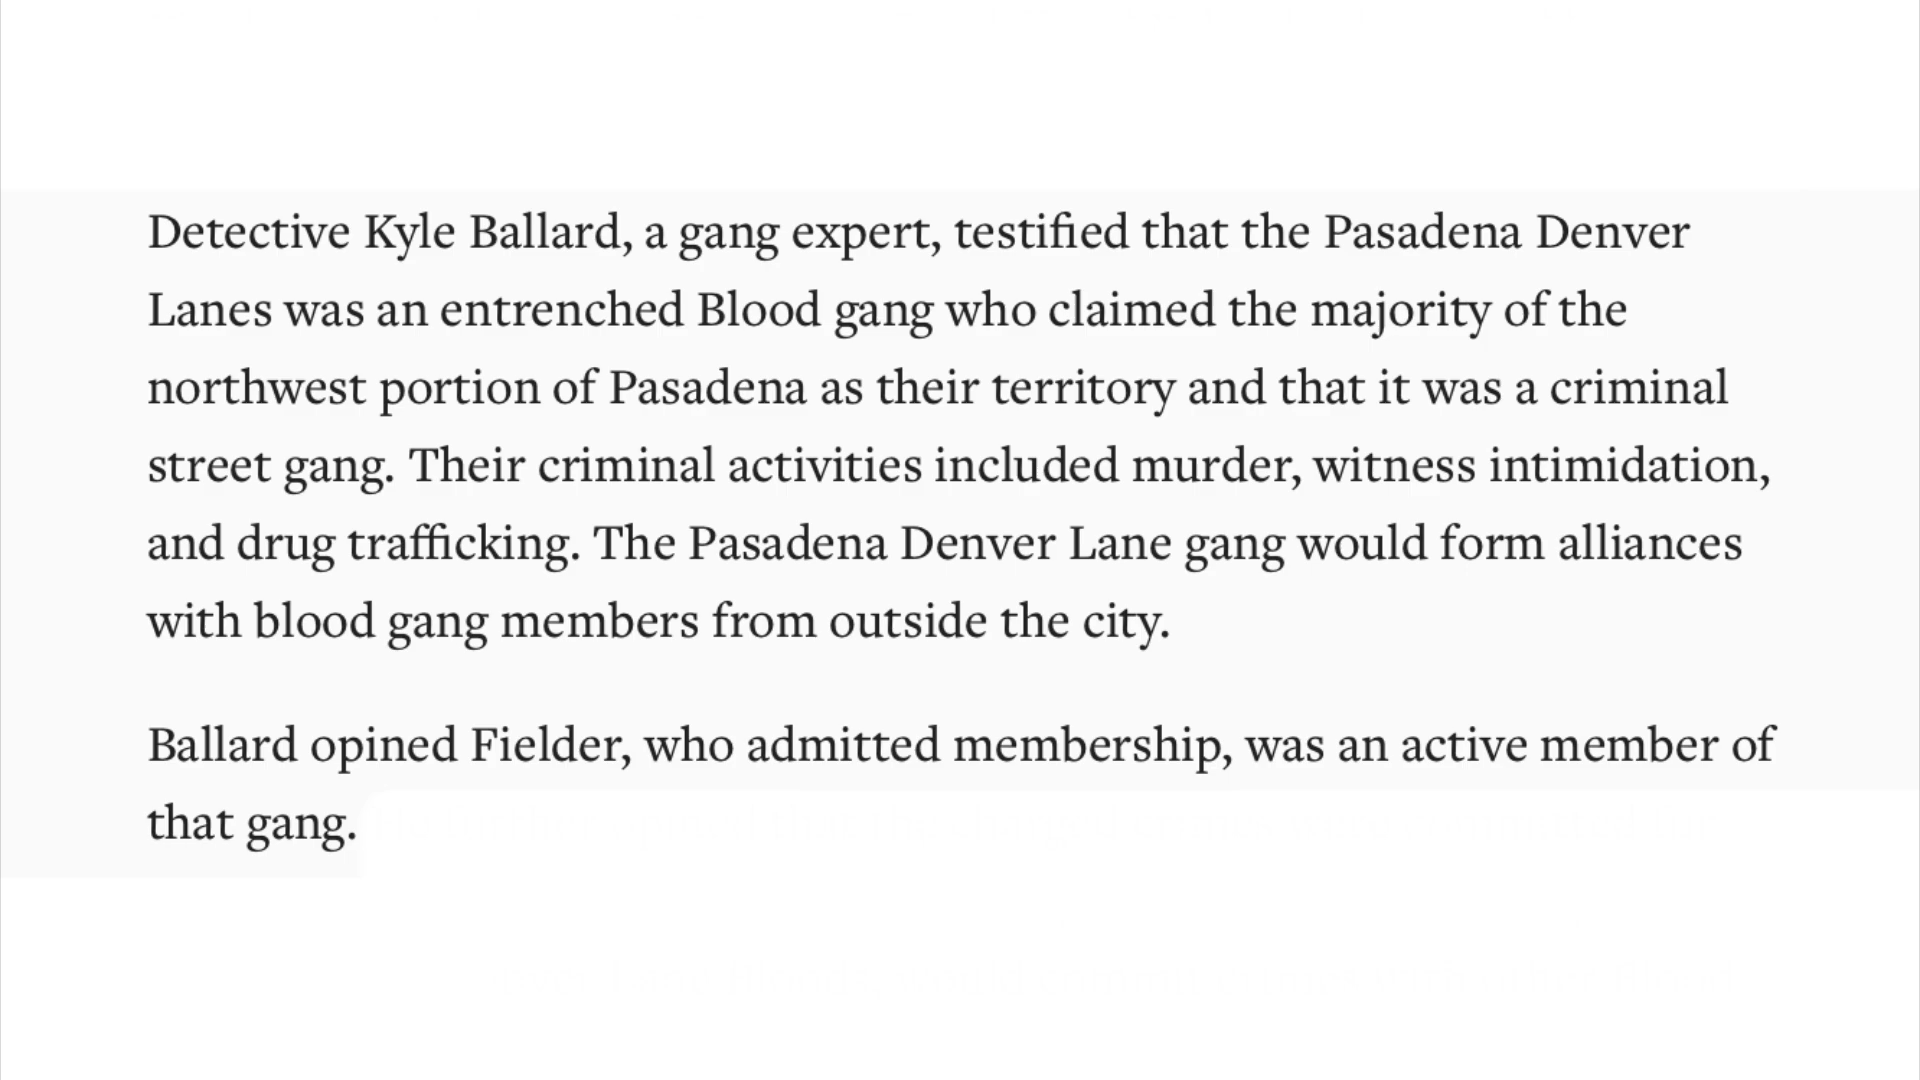 Detective Kyle Ballard, a gang expert, testified that the Pasadena Denver
Lanes was an entrenched Blood gang who claimed the majority of the
northwest portion of Pasadena as their territory and that it was a criminal
street gang. Their criminal activities included murder, witness intimidation,
and drug trafficking. The Pasadena Denver Lane gang would form alliances
with blood gang members from outside the city.
Ballard opined Fielder, who admitted membership, was an active member of
that gang.